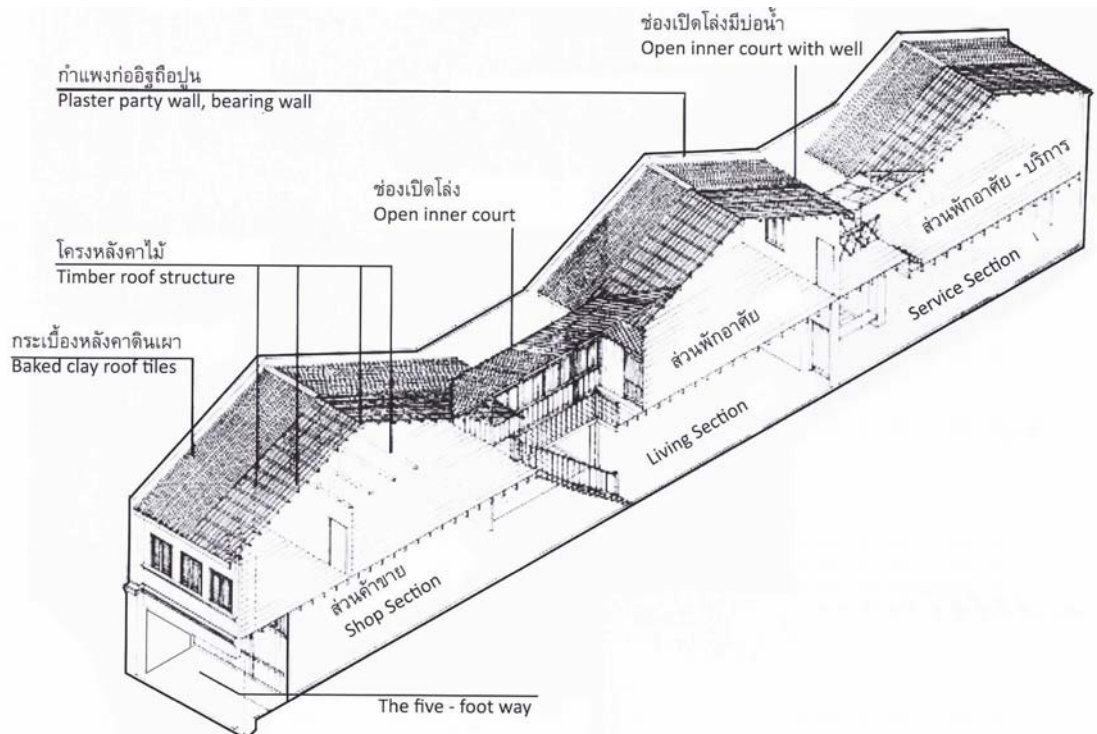 ช่องเปิดโล่งมีบ่อน้ำ
Open inner court with well
กำแพงก่ออิฐถือปูน
Plaster party wall, bearing wall
ช่องเปิดโล่ง
Open inner court
โครงหลังคาไม้
Timber roof structure
กระเบื้องหลังคาดินเผา
Baked clay roof tiles
ส่วนพักอาศัย - บริการ
Service Section
ส่วนพักอาศัย
Living Section
ส่วนค้าขาย
Shop Section
The five - foot way